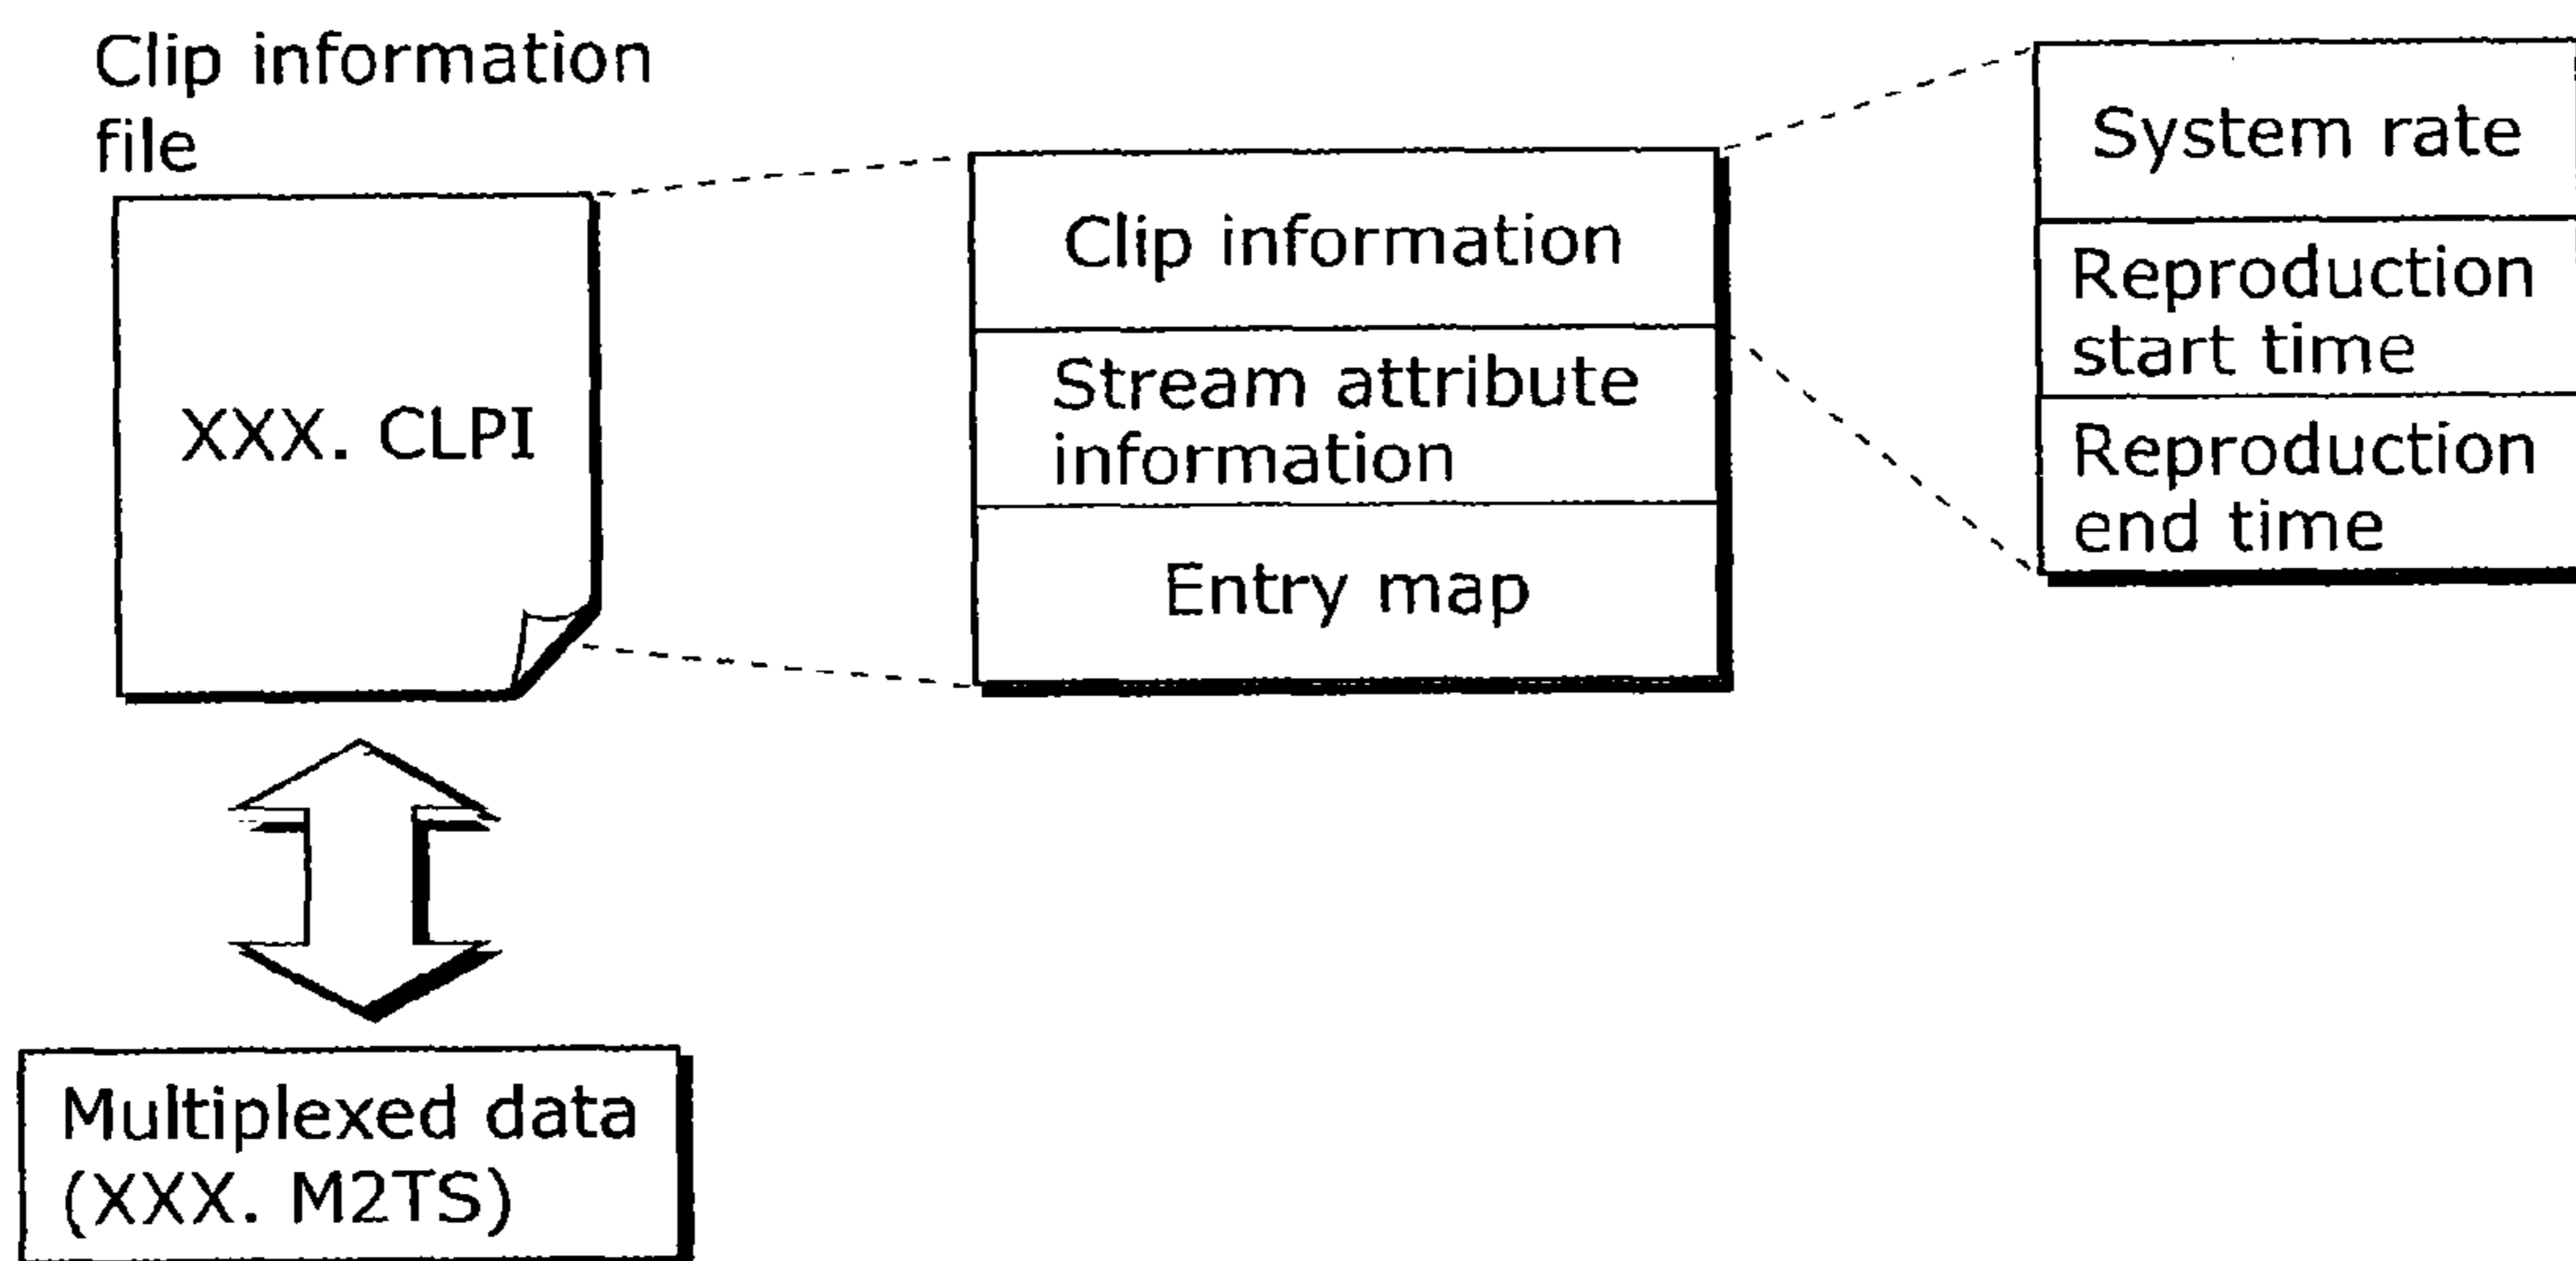 Clip information
file
XXX. CLPI
Clip information
Stream attribute
information
Entry map
System rate
Reproduction
start time
Reproduction
end time
Multiplexed data
(XXX. M2TS)